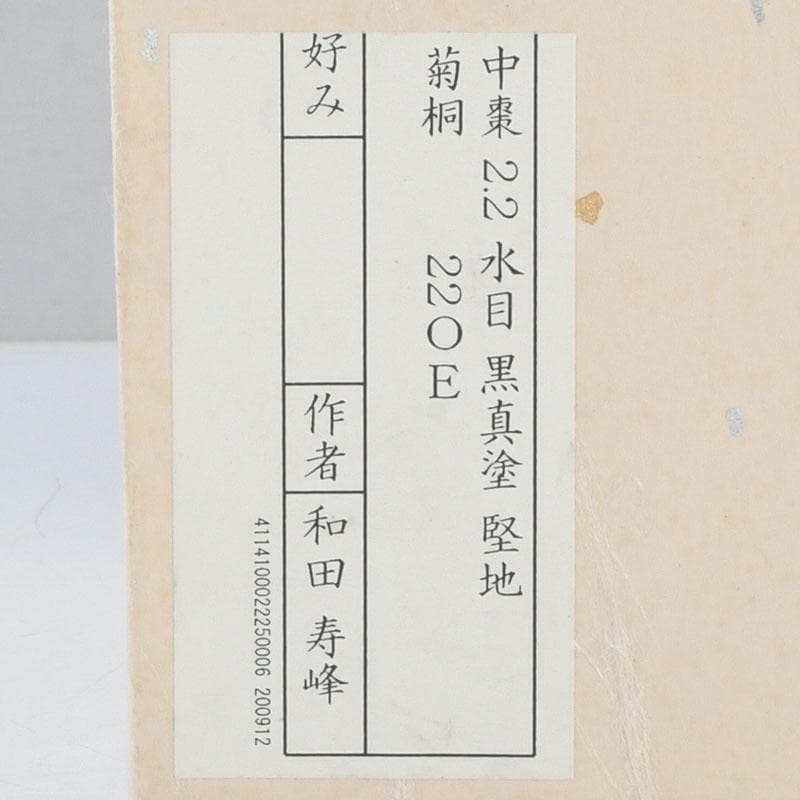 中棗 2.2 水目 黒真塗 堅地
菊桐 22OE
好み
作者 和田 寿峰
4114100022250006 200912